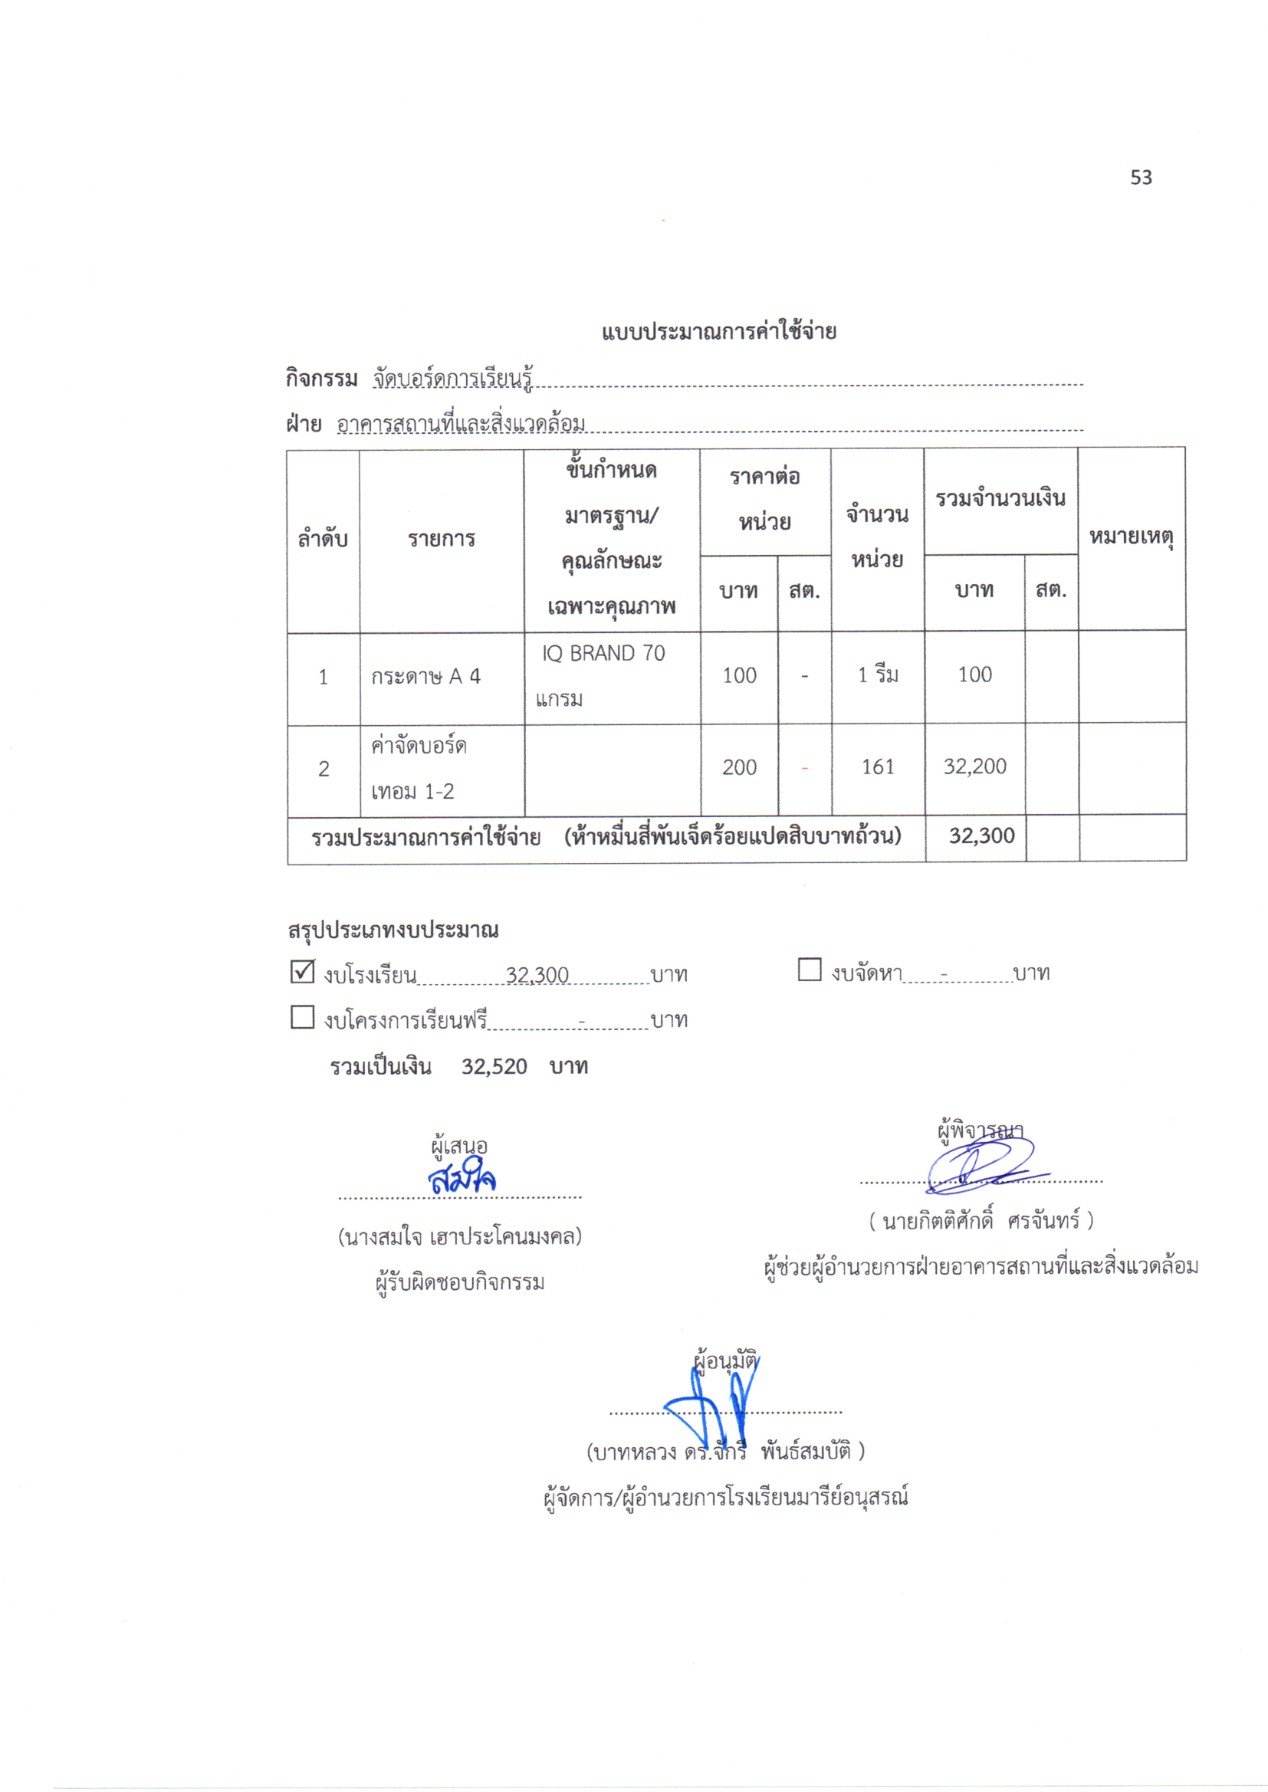 53
แบบประมาณการค่าใช้จ่าย
กิจกรรม จัดบอร์ดการเรียนรู้
ฝ่าย อาคารสถานที่และสิ่งแวดล้อม
ลำดับ รายการ ขั้นกำหนด มาตรฐาน/ คุณลักษณะ เฉพาะคุณภาพ ราคาต่อ หน่วย จำนวน หน่วย รวมจำนวนเงิน หมายเหตุ
บาท สต. บาท สต.
1 กระดาษ A 4 IQ BRAND 70 แกรม 100 - 1 รีม 100
2 ค่าจัดบอร์ด เทอม 1-2 200 - 161 32,200
รวมประมาณการค่าใช้จ่าย (ห้าหมื่นสี่พันเจ็ดร้อยแปดสิบบาทถ้วน) 32,300
สรุปประเภทงบประมาณ
☑ งบโรงเรียน 32,300 บาท ☐ งบจัดหา - บาท
☐ งบโครงการเรียนฟรี - บาท
รวมเป็นเงิน 32,520 บาท
ผู้เสนอ ผู้พิจารณา
สมใจ
(นางสมใจ เฮาประโคนมงคล) ( นายกิตติศักดิ์ ศรจันทร์ )
ผู้รับผิดชอบกิจกรรม ผู้ช่วยผู้อำนวยการฝ่ายอาคารสถานที่และสิ่งแวดล้อม
ผู้อนุมัติ
(บาทหลวง ดร.จักรี พันธ์สมบัติ )
ผู้จัดการ/ผู้อำนวยการโรงเรียนมารีย์อนุสรณ์